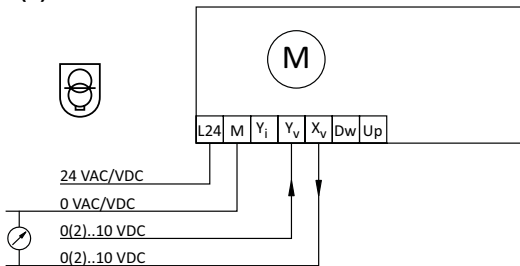 M
L24 M Yi Yv Xv Dw Up
24 VAC/VDC
0 VAC/VDC
0(2)..10 VDC
0(2)..10 VDC